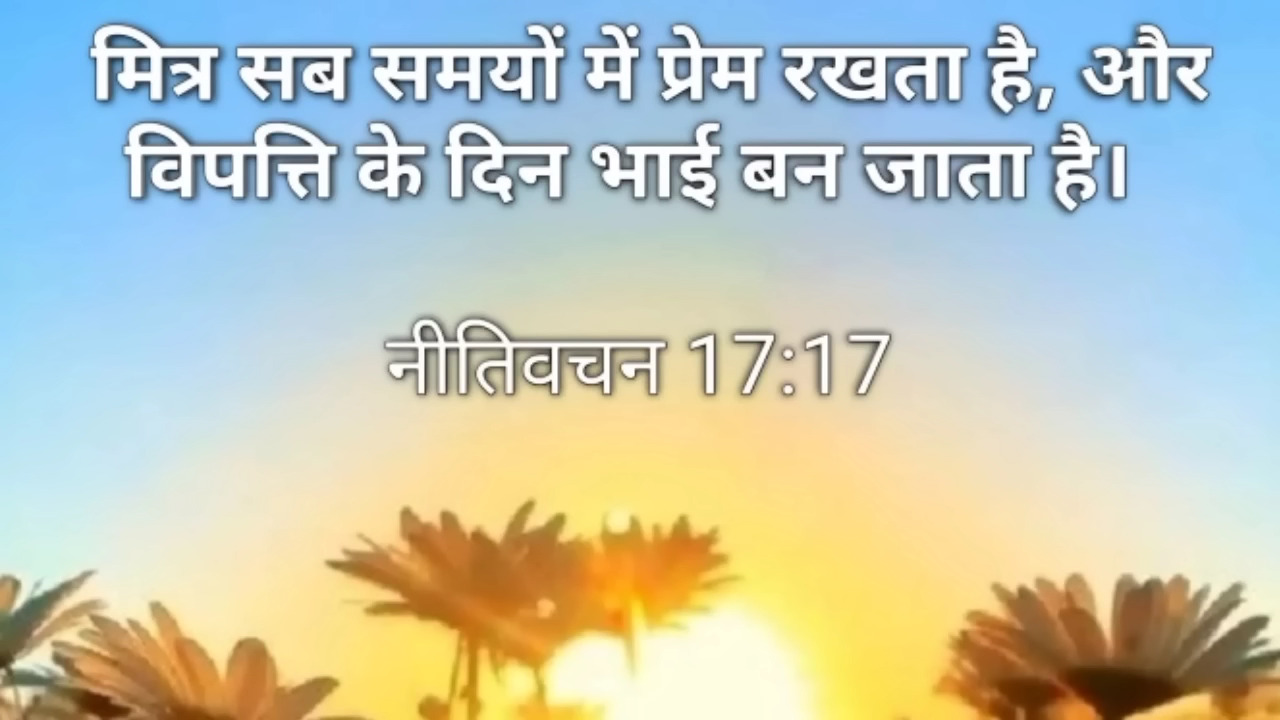 मित्र सब समयों में प्रेम रखता है, और
विपत्ति के दिन भाई बन जाता है।
नीतिवचन 17:17